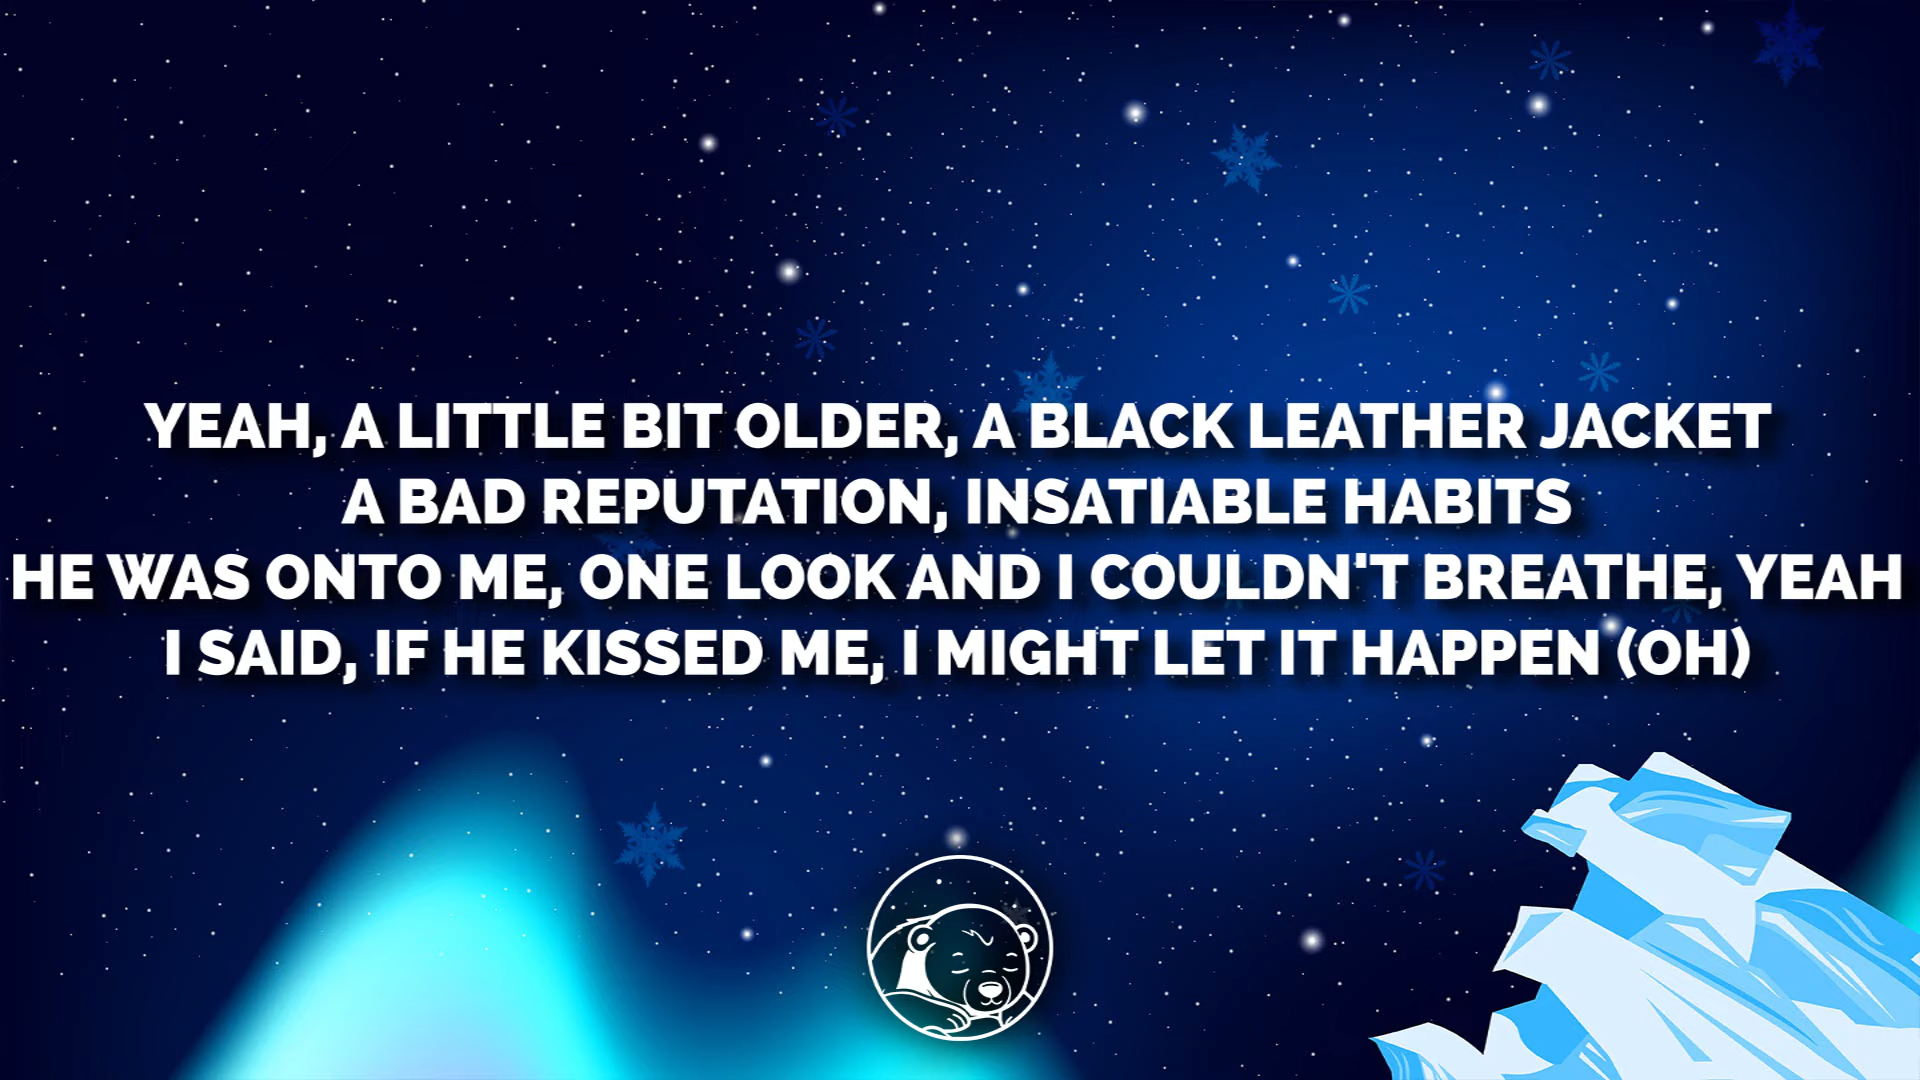 YEAH, A LITTLE BIT OLDER, A BLACK LEATHER JACKET
A BAD REPUTATION, INSATIABLE HABITS
HE WAS ONTO ME, ONE LOOK AND I COULDN'T BREATHE, YEAH
I SAID, IF HE KISSED ME, I MIGHT LET IT HAPPEN (OH)